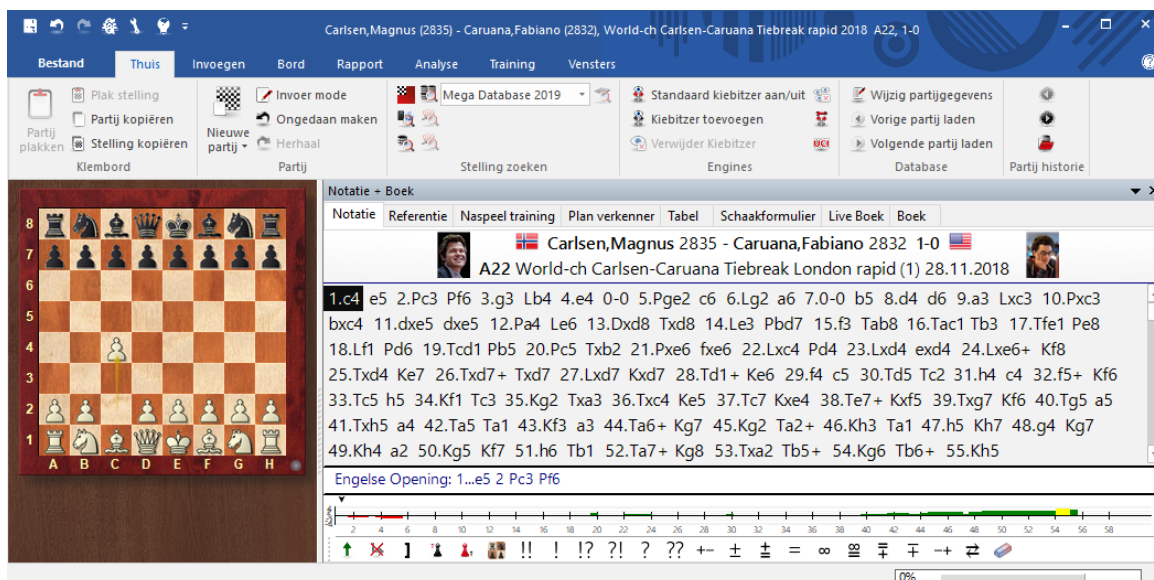 Carlsen,Magnus (2835) - Caruana,Fabiano (2832), World-ch Carlsen-Caruana Tiebreak rapid 2018 A22, 1-0
Bestand Thuis Invoegen Bord Rapport Analyse Training Vensters
Partij plakken
Plak stelling
Partij kopiëren
Stelling kopiëren
Klembord
Nieuwe partij
Invoer mode
Ongedaan maken
Herhaal
Partij
Mega Database 2019
Stelling zoeken
Standaard kiebitzer aan/uit
Kiebitzer toevoegen
Verwijder Kiebitzer
UCI
Engines
Wijzig partijgegevens
Vorige partij laden
Volgende partij laden
Database
Partij historie
Notatie + Boek
Notatie Referentie Naspeel training Plan verkenner Tabel Schaakformulier Live Boek Boek
Carlsen,Magnus 2835 - Caruana,Fabiano 2832 1-0
A22 World-ch Carlsen-Caruana Tiebreak London rapid (1) 28.11.2018
1.c4 e5 2.Pc3 Pf6 3.g3 Lb4 4.e4 0-0 5.Pge2 c6 6.Lg2 a6 7.0-0 b5 8.d4 d6 9.a3 Lxc3 10.Pxc3
bxc4 11.dxe5 dxe5 12.Pa4 Le6 13.Dxd8 Txd8 14.Le3 Pbd7 15.f3 Tab8 16.Tac1 Tb3 17.Tfe1 Pe8
18.Lf1 Pd6 19.Tcd1 Pb5 20.Pc5 Txb2 21.Pxe6 fxe6 22.Lxc4 Pd4 23.Lxd4 exd4 24.Lxe6+ Kf8
25.Txd4 Ke7 26.Txd7+ Txd7 27.Lxd7 Kxd7 28.Td1+ Ke6 29.f4 c5 30.Td5 Tc2 31.h4 c4 32.f5+ Kf6
33.Tc5 h5 34.Kf1 Tc3 35.Kg2 Txa3 36.Txc4 Ke5 37.Tc7 Kxe4 38.Te7+ Kxf5 39.Txg7 Kf6 40.Tg5 a5
41.Txh5 a4 42.Ta5 Ta1 43.Kf3 a3 44.Ta6+ Kg7 45.Kg2 Ta2+ 46.Kh3 Ta1 47.h5 Kh7 48.g4 Kg7
49.Kh4 a2 50.Kg5 Kf7 51.h6 Tb1 52.Ta7+ Kg8 53.Txa2 Tb5+ 54.Kg6 Tb6+ 55.Kh5
8
7
6
5
4
3
2
1
A B C D E F G H
Engelse Opening: 1...e5 2 Pc3 Pf6
2 4 6 8 10 12 14 16 18 20 22 24 26 28 30 32 34 36 38 40 42 44 46 48 50 52 54 56 58
!! ! !? ?! ? ?? +- ± ⩲ = ∞ ⯹ ⩱ ∓ -+ ⇄
0%